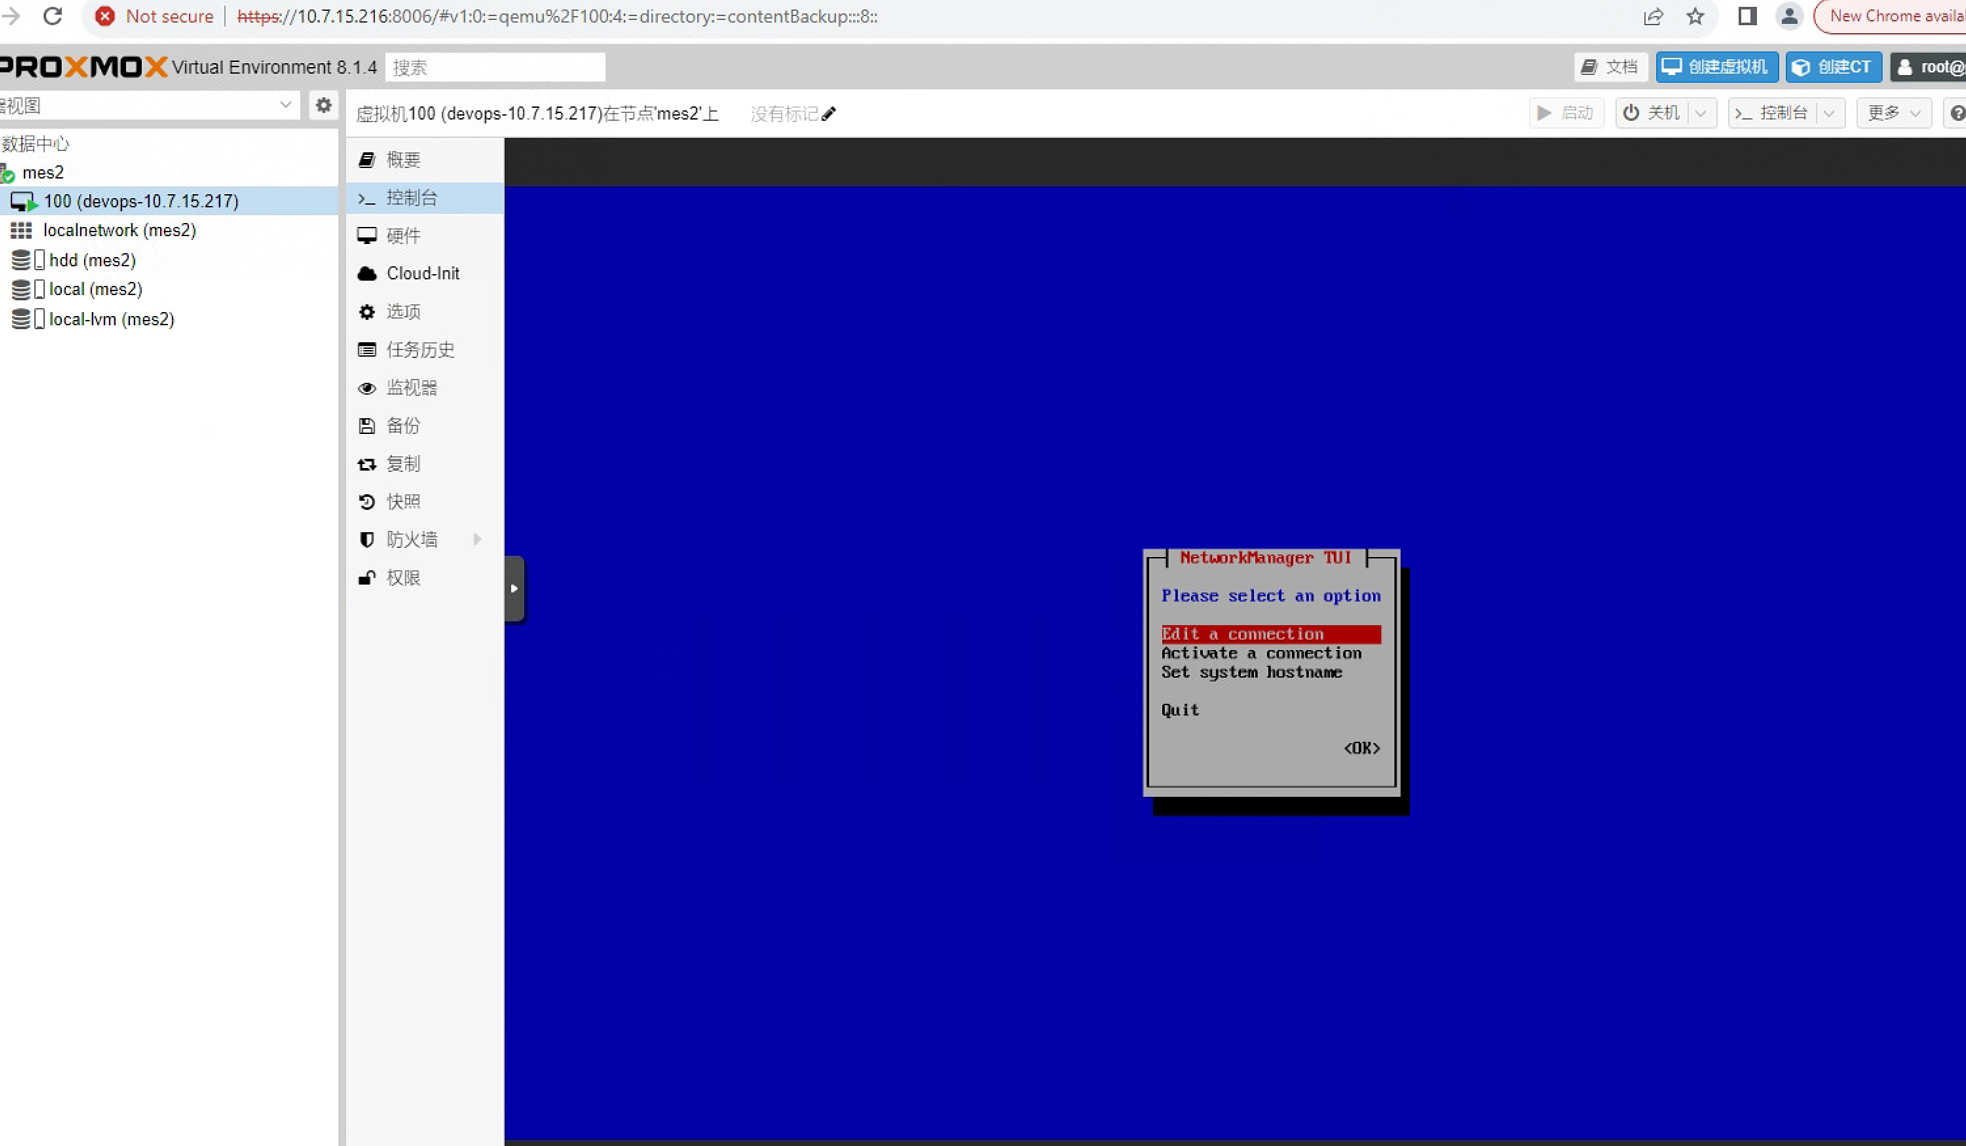 Not secure https://10.7.15.216:8006/#v1:0:=qemu%2F100:4:=directory:=contentBackup:::8::
New Chrome availa
PROXMOX Virtual Environment 8.1.4 搜索
文档 创建虚拟机 创建CT root@
视图
虚拟机100 (devops-10.7.15.217)在节点'mes2'上 没有标记
启动 关机 控制台 更多
数据中心
mes2
100 (devops-10.7.15.217)
localnetwork (mes2)
hdd (mes2)
local (mes2)
local-lvm (mes2)
概要
控制台
硬件
Cloud-Init
选项
任务历史
监视器
备份
复制
快照
防火墙
权限
NetworkManager TUI
Please select an option
Edit a connection
Activate a connection
Set system hostname
Quit
<OK>